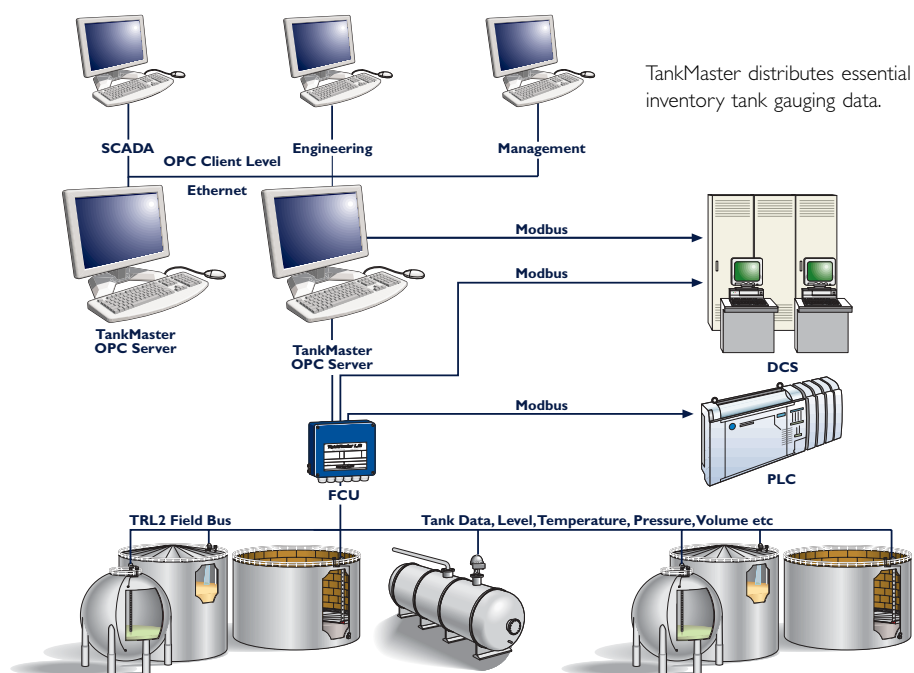 TankMaster distributes essential
inventory tank gauging data.
SCADA
Engineering
Management
OPC Client Level
Ethernet
Modbus
Modbus
TankMaster
OPC Server
TankMaster
OPC Server
DCS
Modbus
FCU
PLC
TRL2 Field Bus
Tank Data, Level, Temperature, Pressure, Volume etc